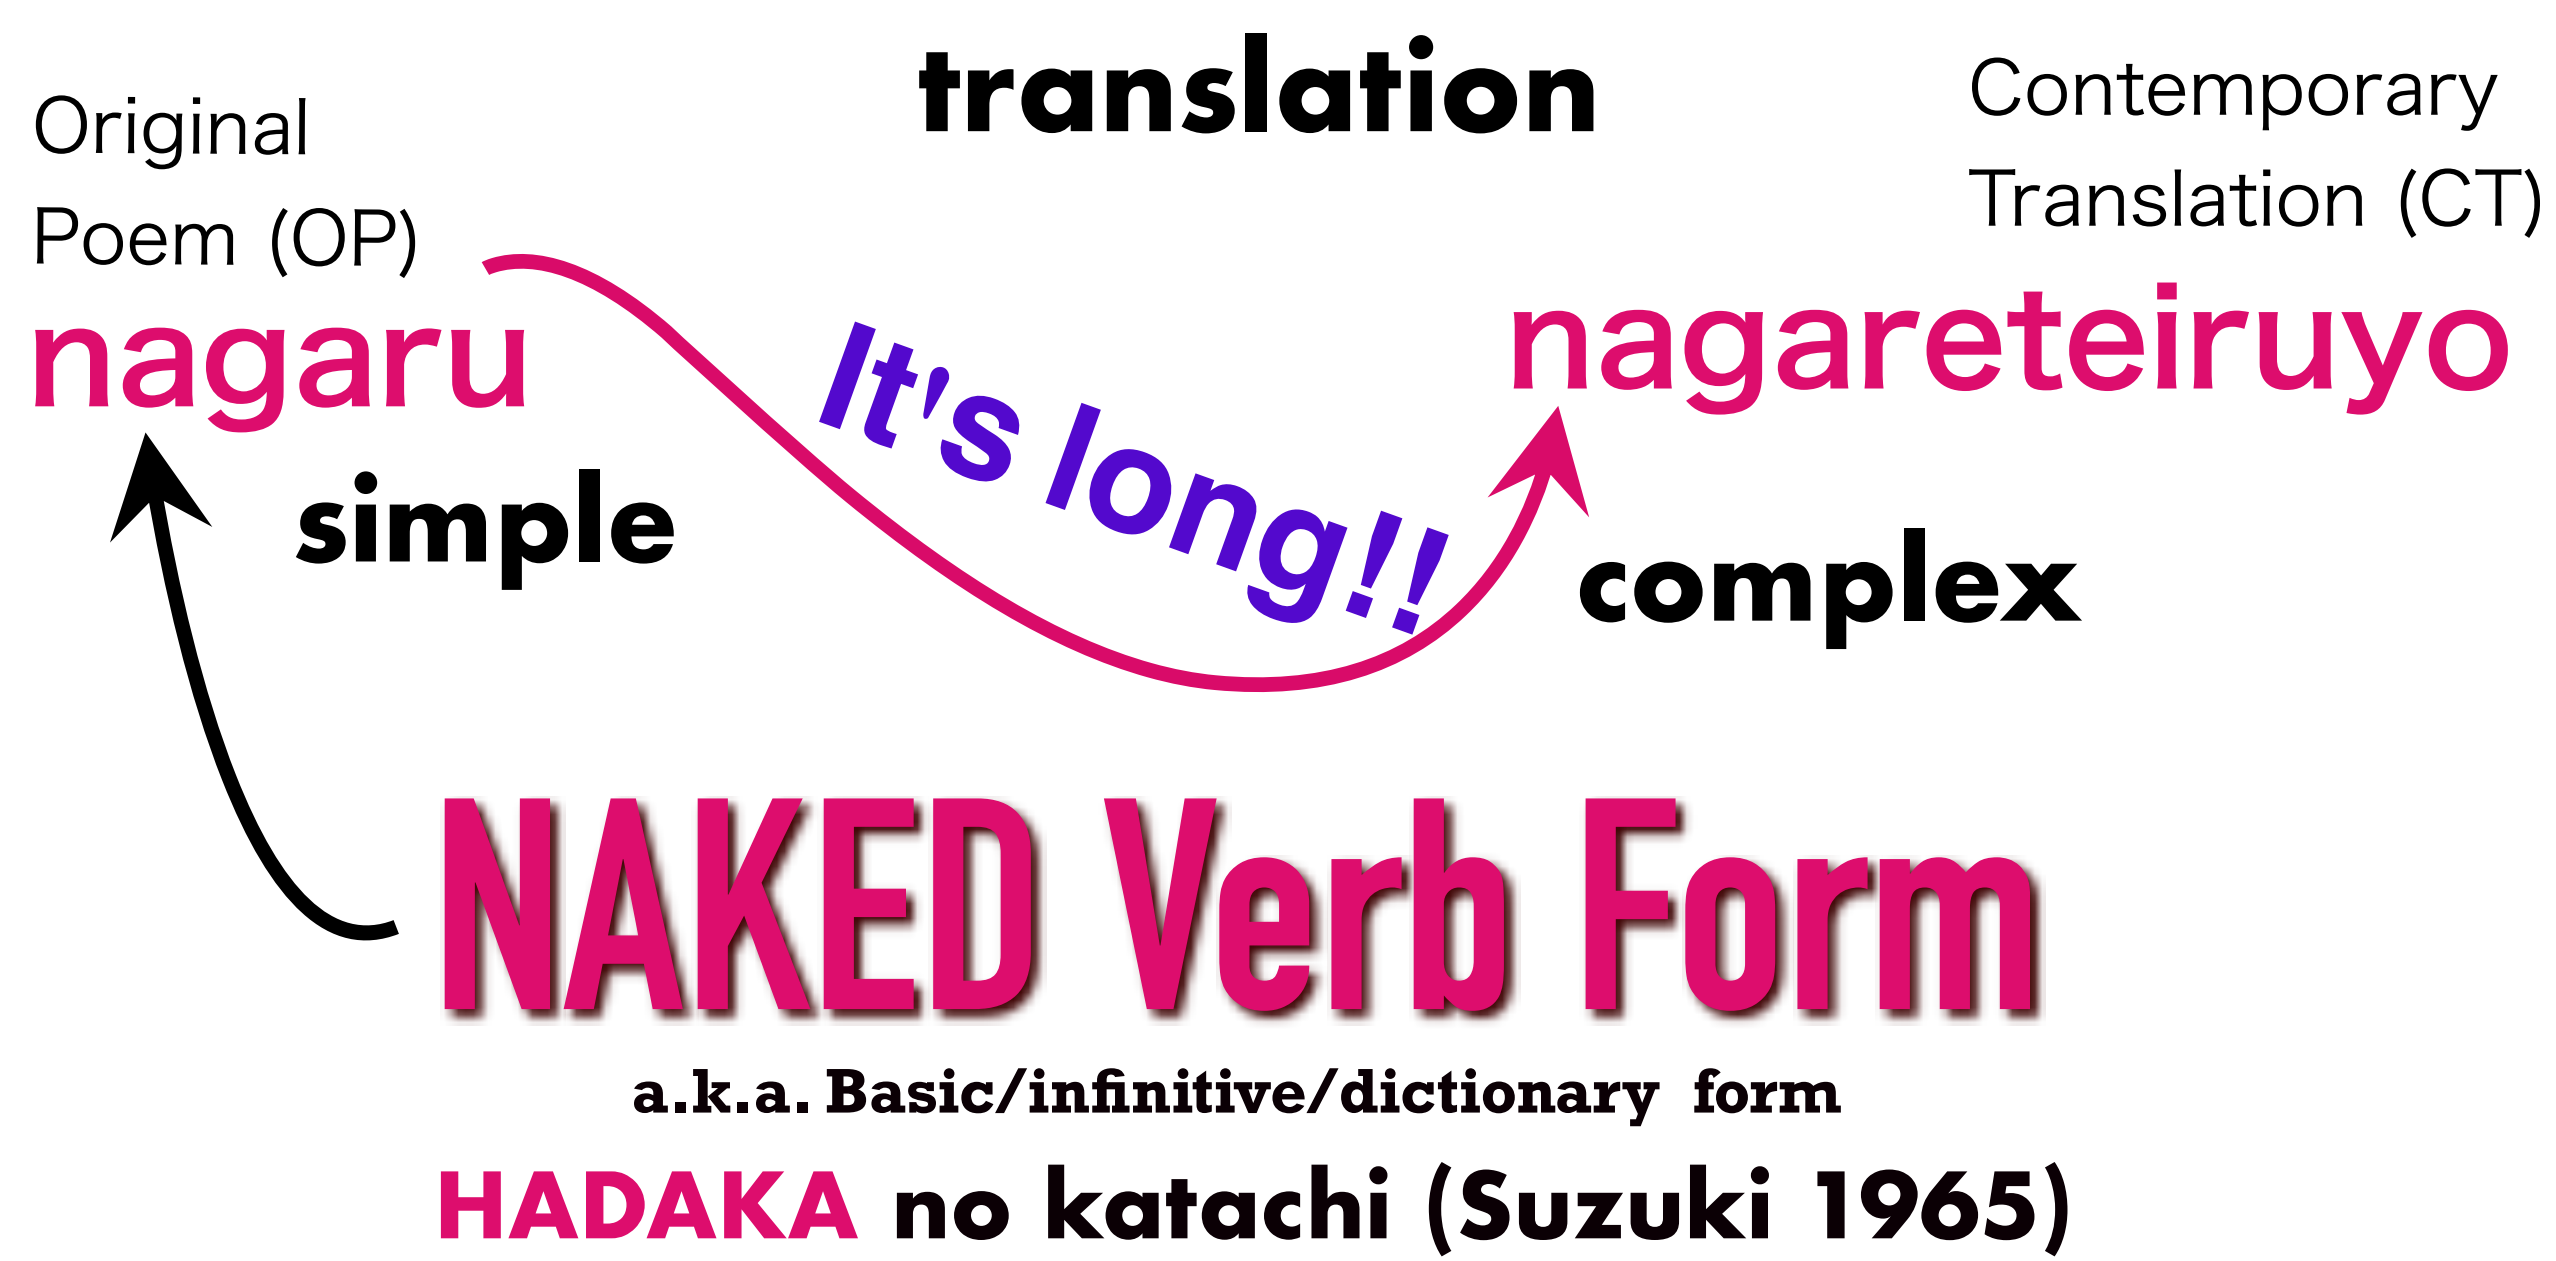 translation
Original
Poem (OP)
Contemporary
Translation (CT)
nagaru
nagareteiruyo
It's long!!
simple
complex
NAKED Verb Form
a.k.a. Basic/infinitive/dictionary form
HADAKA no katachi (Suzuki 1965)